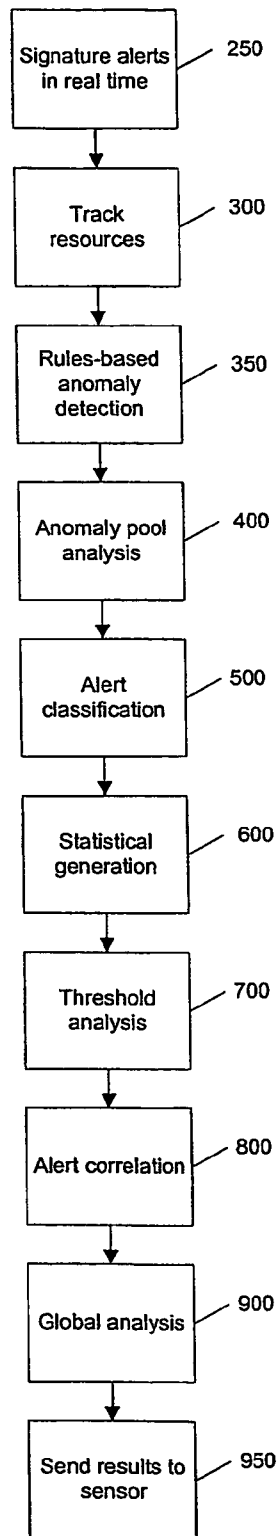 Signature alerts
in real time
250
Track
resources
300
Rules-based
anomaly
detection
350
Anomaly pool
analysis
400
Alert
classification
500
Statistical
generation
600
Threshold
analysis
700
Alert correlation
800
Global analysis
900
Send results to
sensor
950